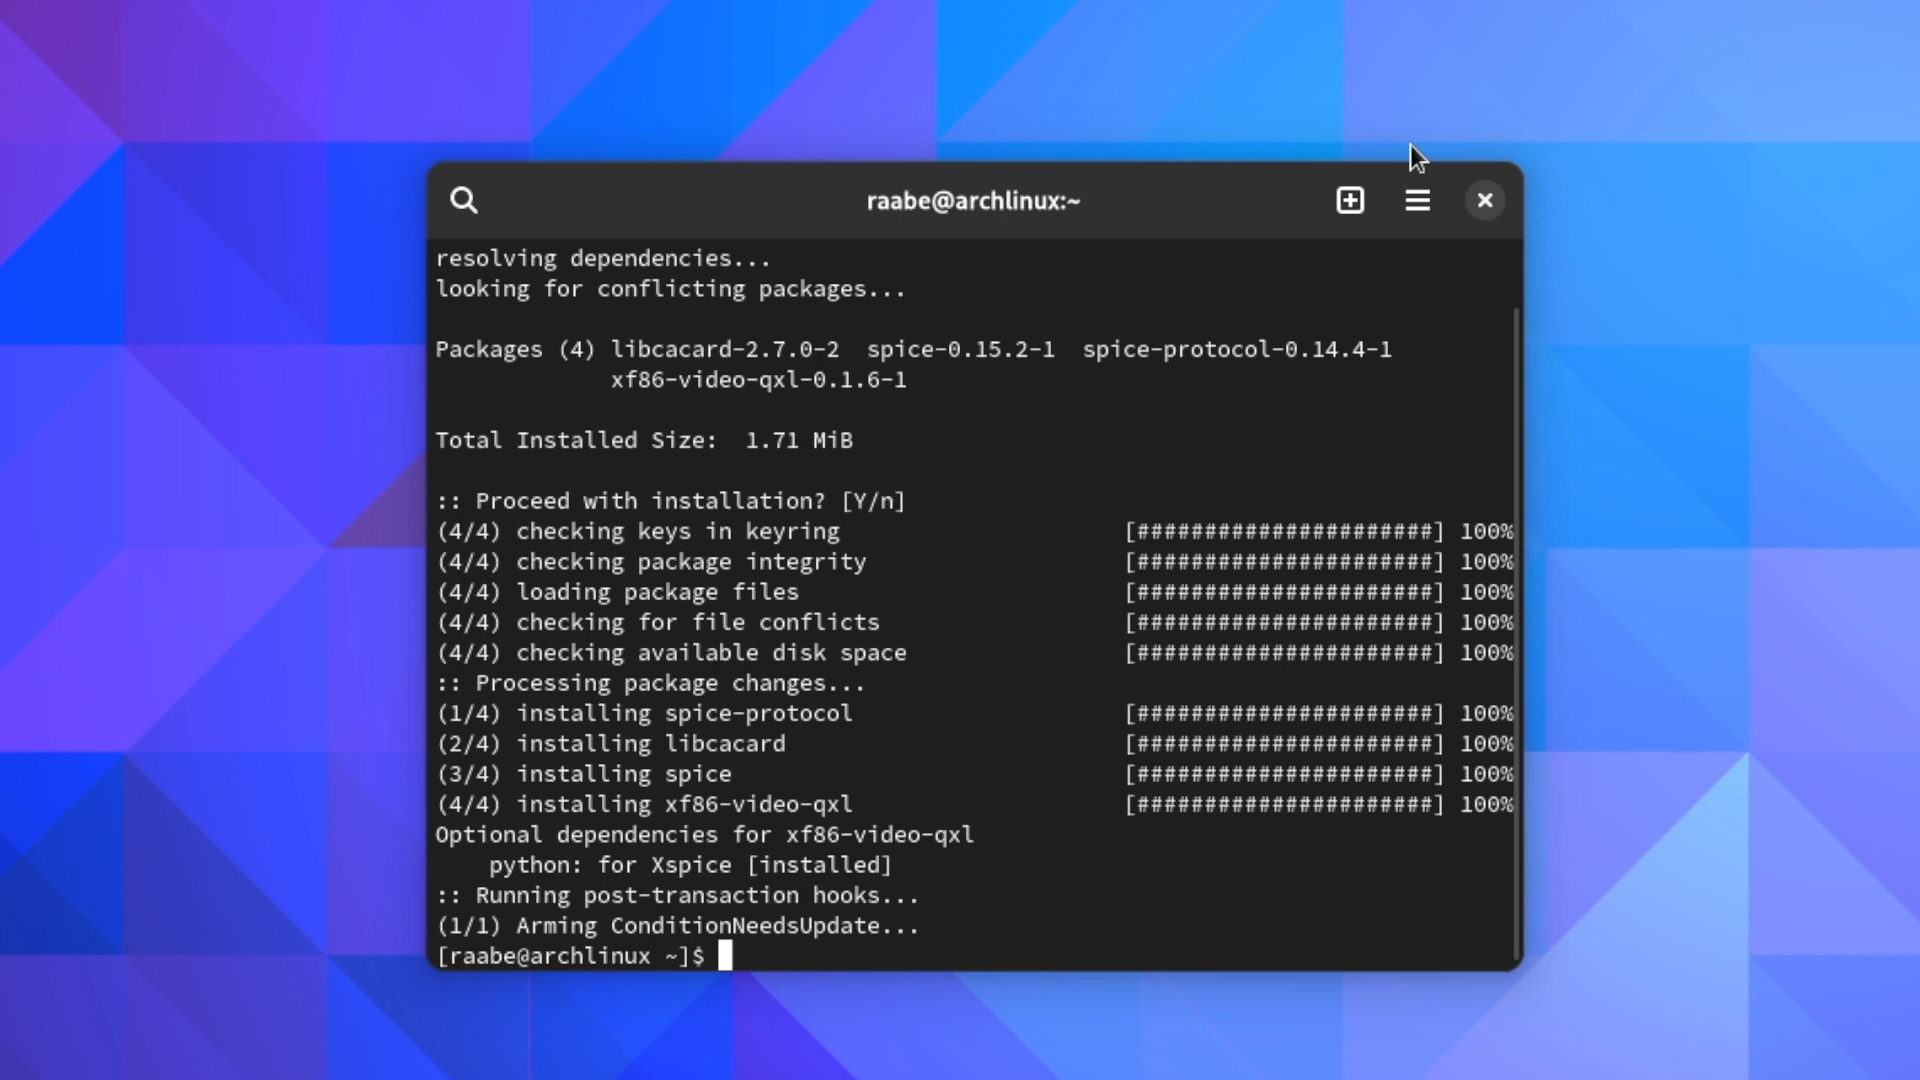 raabe@archlinux:~
resolving dependencies...
looking for conflicting packages...
Packages (4) libcacard-2.7.0-2  spice-0.15.2-1  spice-protocol-0.14.4-1
             xf86-video-qxl-0.1.6-1
Total Installed Size:  1.71 MiB
:: Proceed with installation? [Y/n]
(4/4) checking keys in keyring                     [######################] 100%
(4/4) checking package integrity                   [######################] 100%
(4/4) loading package files                        [######################] 100%
(4/4) checking for file conflicts                  [######################] 100%
(4/4) checking available disk space                [######################] 100%
:: Processing package changes...
(1/4) installing spice-protocol                    [######################] 100%
(2/4) installing libcacard                         [######################] 100%
(3/4) installing spice                             [######################] 100%
(4/4) installing xf86-video-qxl                    [######################] 100%
Optional dependencies for xf86-video-qxl
    python: for Xspice [installed]
:: Running post-transaction hooks...
(1/1) Arming ConditionNeedsUpdate...
[raabe@archlinux ~]$